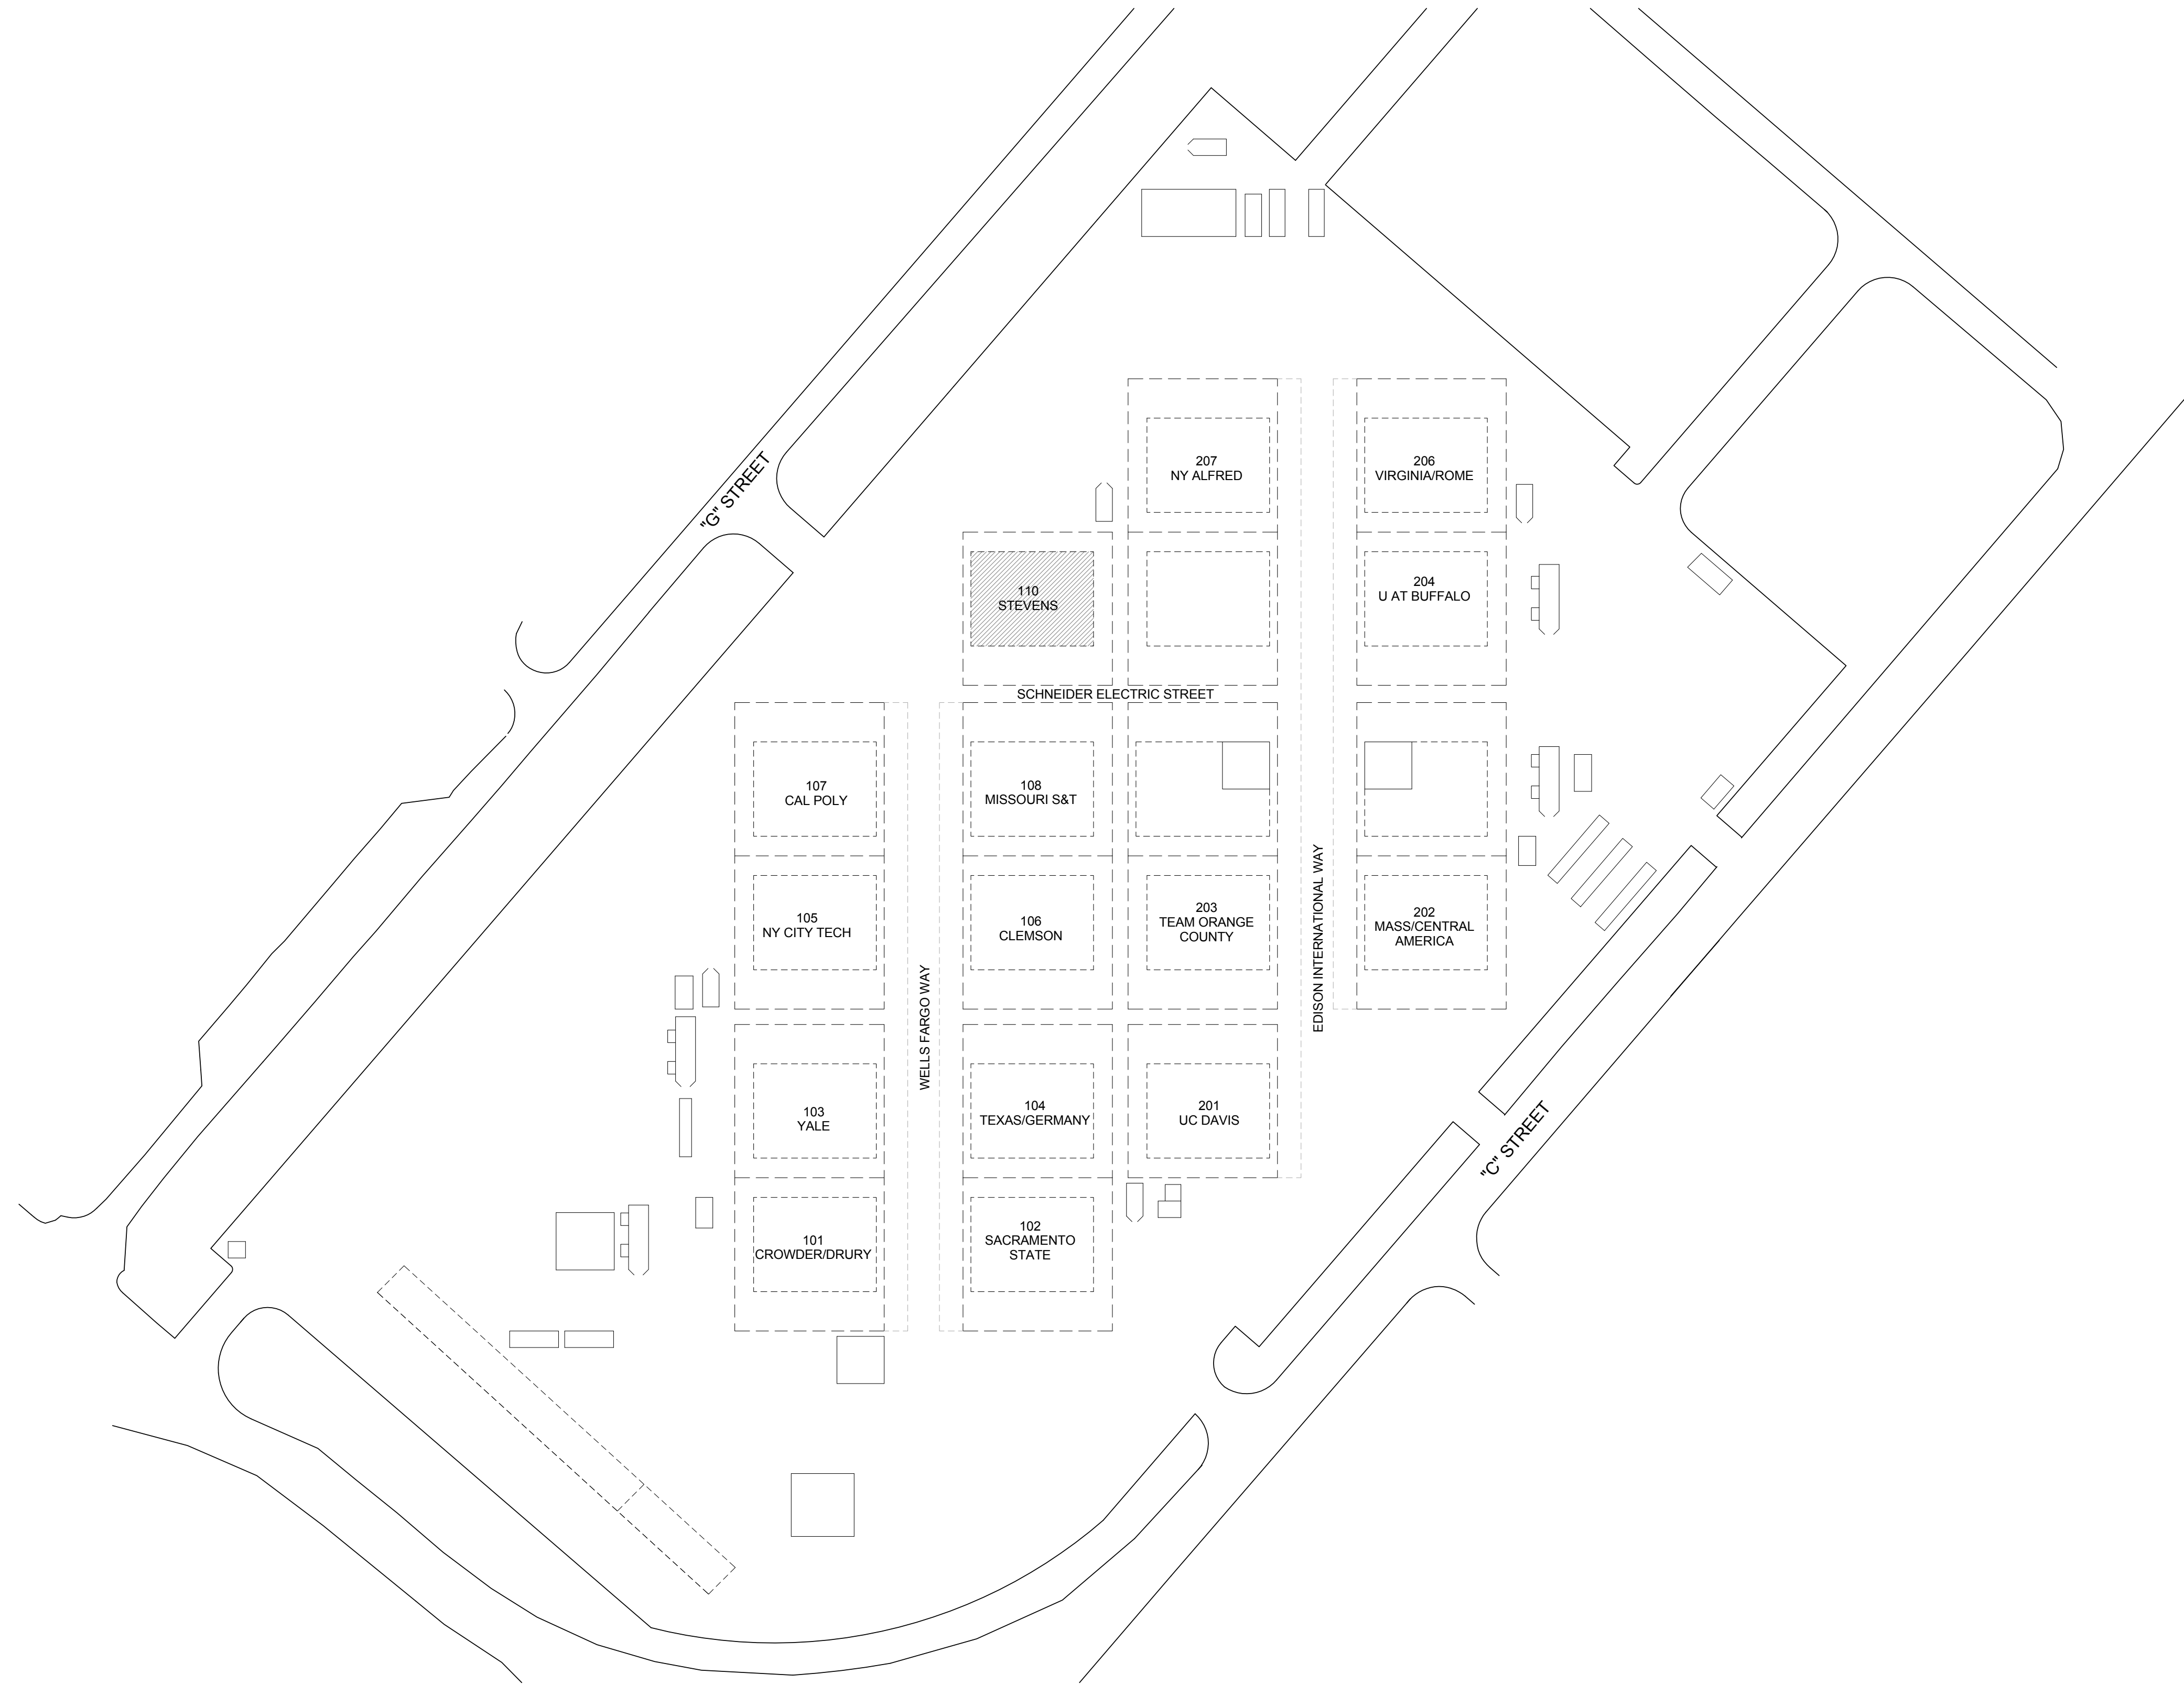 "G" STREET
207
NY ALFRED
206
VIRGINIA/ROME
110
STEVENS
204
U AT BUFFALO
SCHNEIDER ELECTRIC STREET
107
CAL POLY
108
MISSOURI S&T
105
NY CITY TECH
106
CLEMSON
203
TEAM ORANGE
COUNTY
202
MASS/CENTRAL
AMERICA
WELLS FARGO WAY
EDISON INTERNATIONAL WAY
103
YALE
104
TEXAS/GERMANY
201
UC DAVIS
"C" STREET
101
CROWDER/DRURY
102
SACRAMENTO
STATE